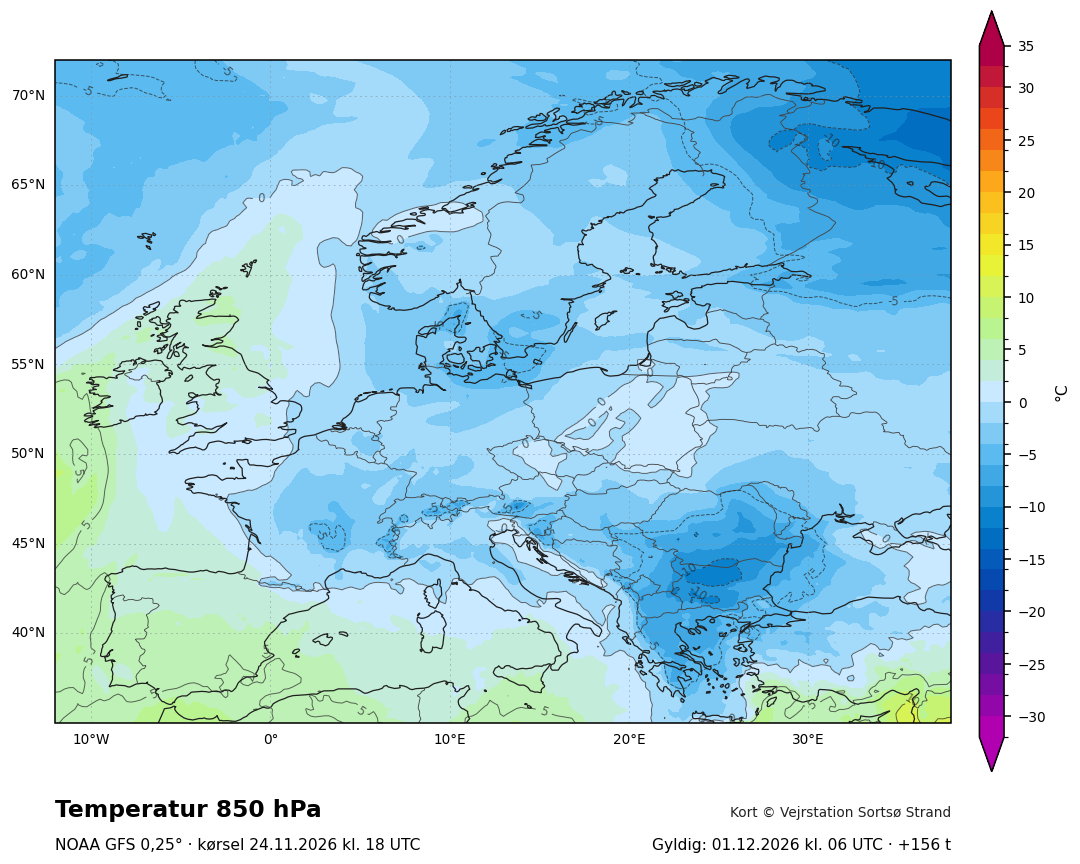 70°N
65°N
60°N
55°N
50°N
45°N
40°N
10°W
0°
10°E
20°E
30°E
35
30
25
20
15
10
5
0
−5
−10
−15
−20
−25
−30
°C
Temperatur 850 hPa
Kort © Vejrstation Sortsø Strand
NOAA GFS 0,25° · kørsel 24.11.2026 kl. 18 UTC
Gyldig: 01.12.2026 kl. 06 UTC · +156 t